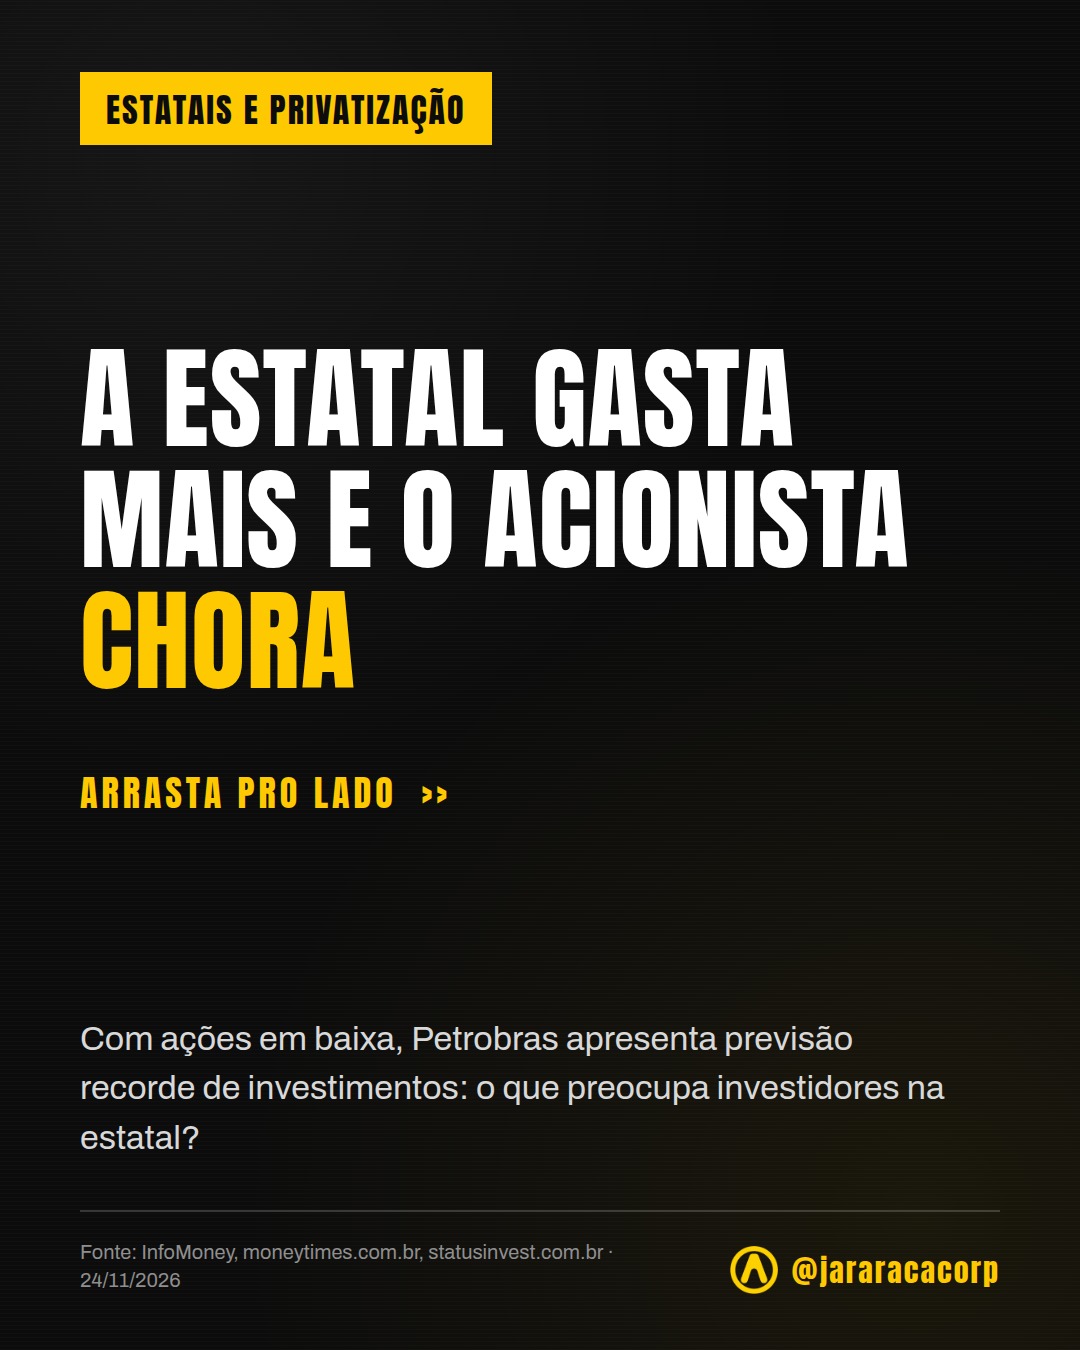 ESTATAIS E PRIVATIZAÇÃO
A ESTATAL GASTA
MAIS E O ACIONISTA
CHORA
ARRASTA PRO LADO >>
Com ações em baixa, Petrobras apresenta previsão
recorde de investimentos: o que preocupa investidores na
estatal?
Fonte: InfoMoney, moneytimes.com.br, statusinvest.com.br ·
24/11/2026
@jararacacorp